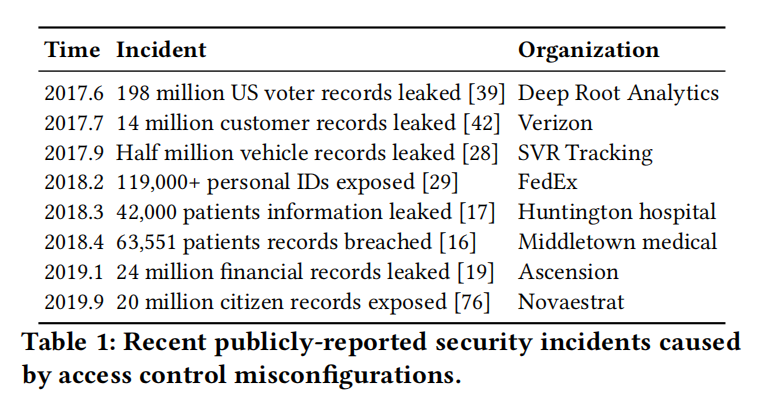 Time Incident Organization
2017.6 198 million US voter records leaked [39] Deep Root Analytics
2017.7 14 million customer records leaked [42] Verizon
2017.9 Half million vehicle records leaked [28] SVR Tracking
2018.2 119,000+ personal IDs exposed [29] FedEx
2018.3 42,000 patients information leaked [17] Huntington hospital
2018.4 63,551 patients records breached [16] Middletown medical
2019.1 24 million financial records leaked [19] Ascension
2019.9 20 million citizen records exposed [76] Novaestrat
Table 1: Recent publicly-reported security incidents caused
by access control misconfigurations.